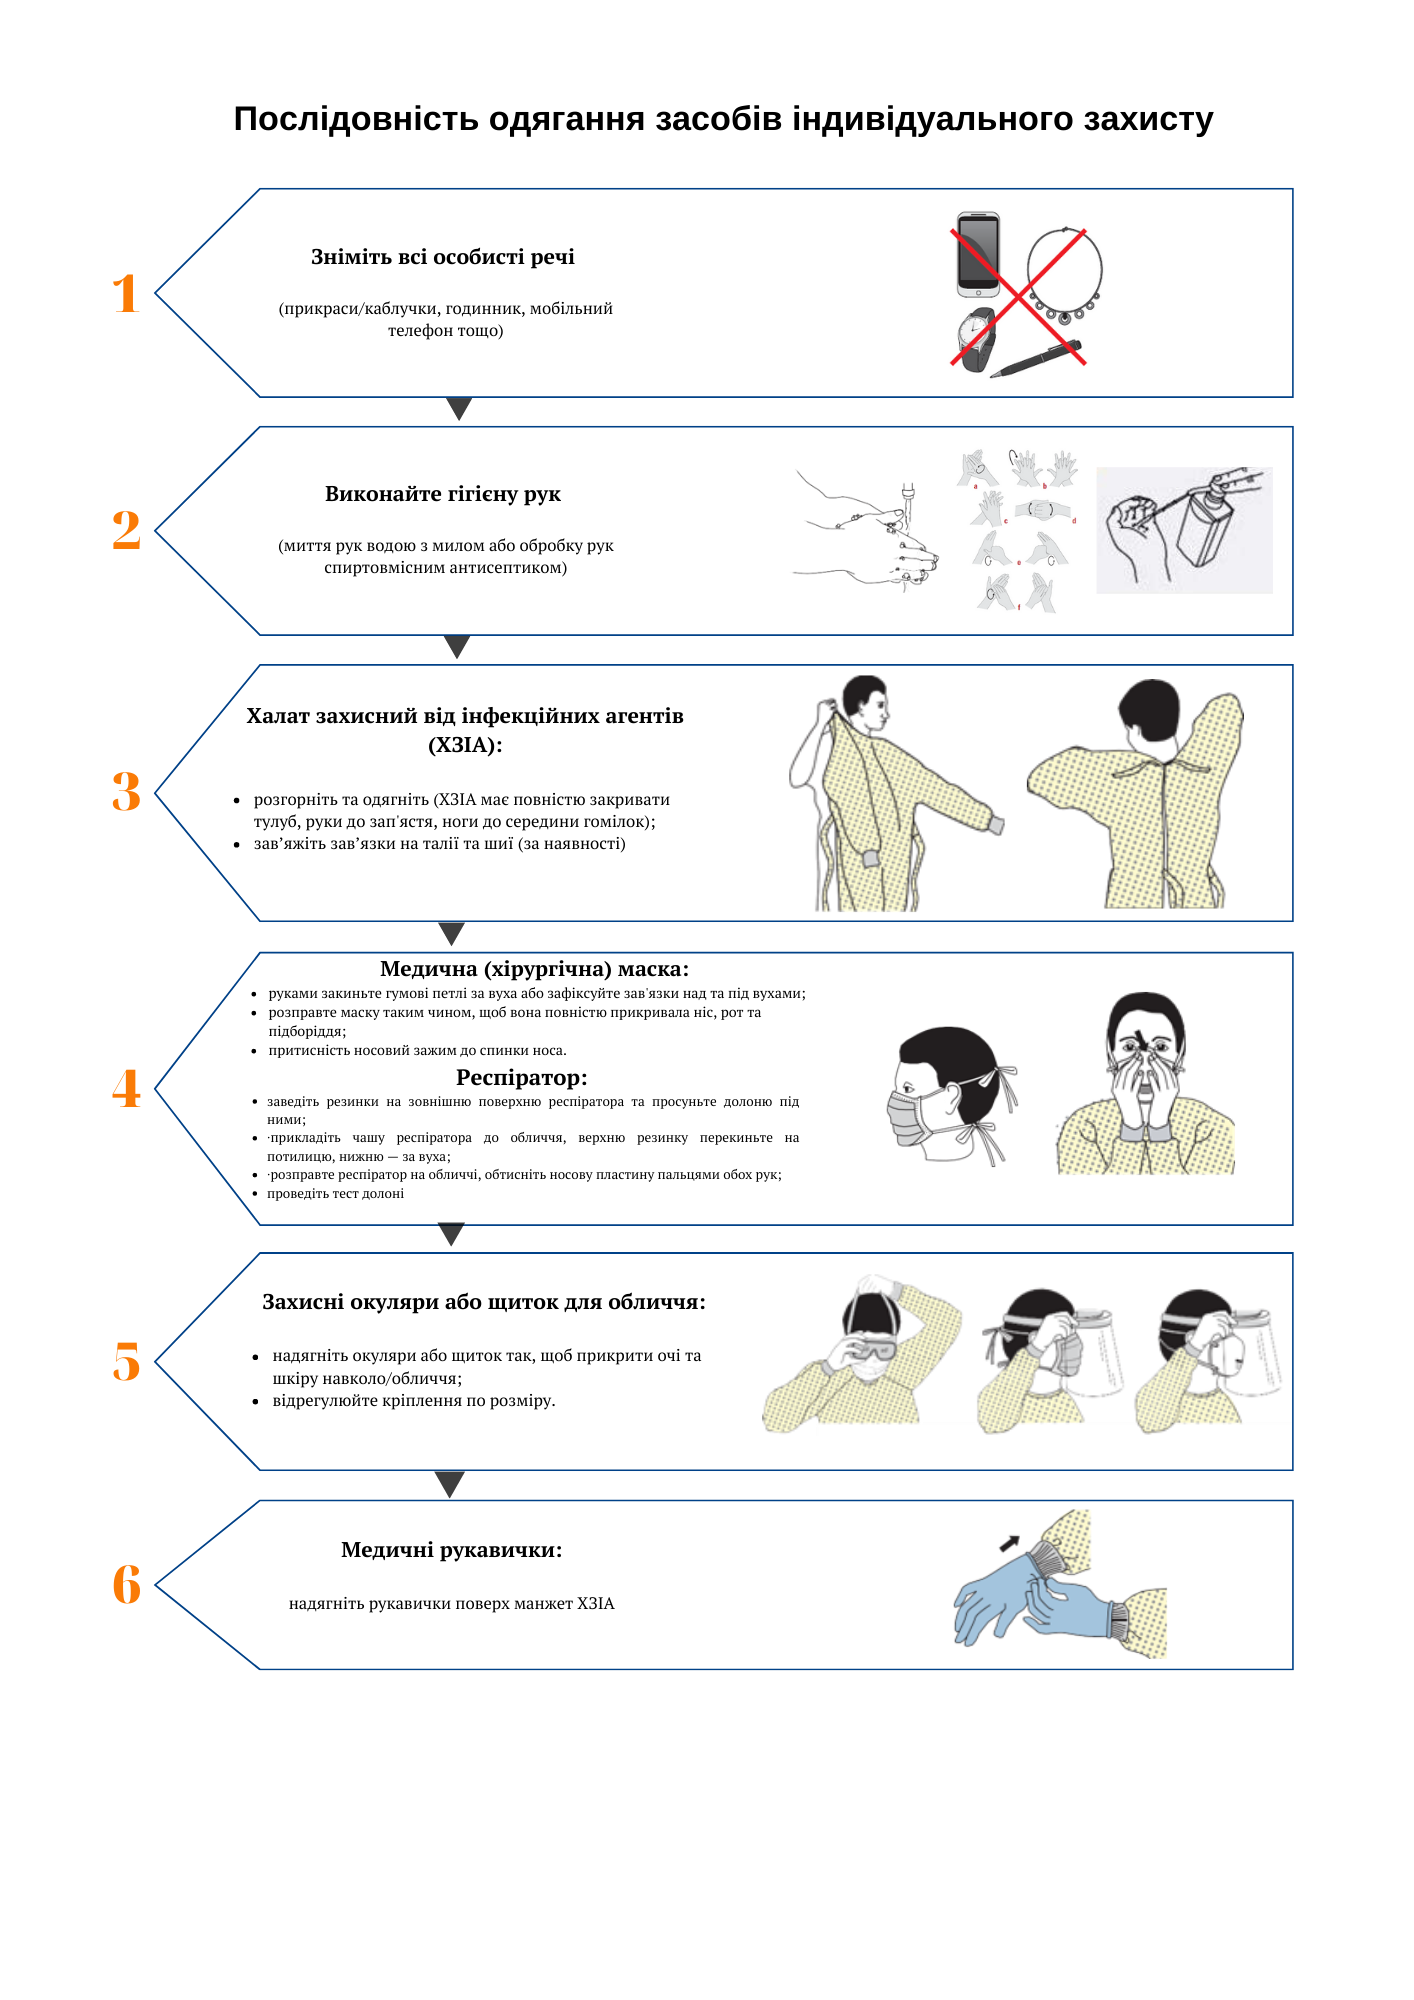 Послідовність одягання засобів індивідуального захисту
1
Зніміть всі особисті речі
(прикраси/каблучки, годинник, мобільний
телефон тощо)
2
Виконайте гігієну рук
(миття рук водою з милом або обробку рук
спиртовмісним антисептиком)
a
b
c
d
e
f
3
Халат захисний від інфекційних агентів
(ХЗІА):
• розгорніть та одягніть (ХЗІА має повністю закривати
тулуб, руки до зап'ястя, ноги до середини гомілок);
• зав’яжіть зав’язки на талії та шиї (за наявності)
4
Медична (хірургічна) маска:
• руками закиньте гумові петлі за вуха або зафіксуйте зав'язки над та під вухами;
• розправте маску таким чином, щоб вона повністю прикривала ніс, рот та
підборіддя;
• притисність носовий зажим до спинки носа.
Респіратор:
• заведіть резинки на зовнішню поверхню респіратора та просуньте долоню під
ними;
• ·прикладіть чашу респіратора до обличчя, верхню резинку перекиньте на
потилицю, нижню — за вуха;
• ·розправте респіратор на обличчі, обтисніть носову пластину пальцями обох рук;
• проведіть тест долоні
5
Захисні окуляри або щиток для обличчя:
• надягніть окуляри або щиток так, щоб прикрити очі та
шкіру навколо/обличчя;
• відрегулюйте кріплення по розміру.
6
Медичні рукавички:
надягніть рукавички поверх манжет ХЗІА